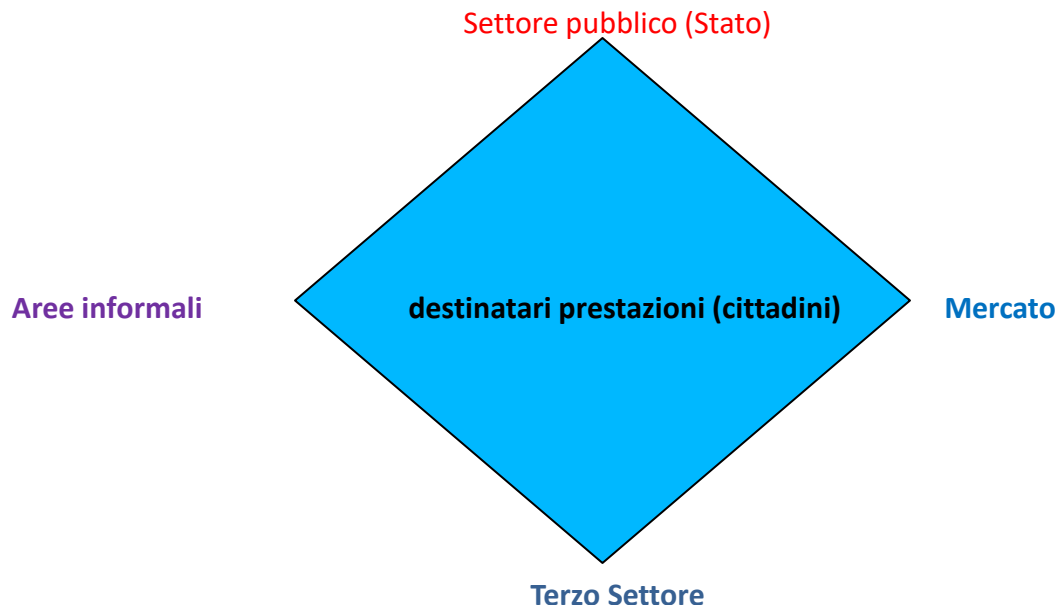 Settore pubblico (Stato)
Aree informali
destinatari prestazioni (cittadini)
Mercato
Terzo Settore